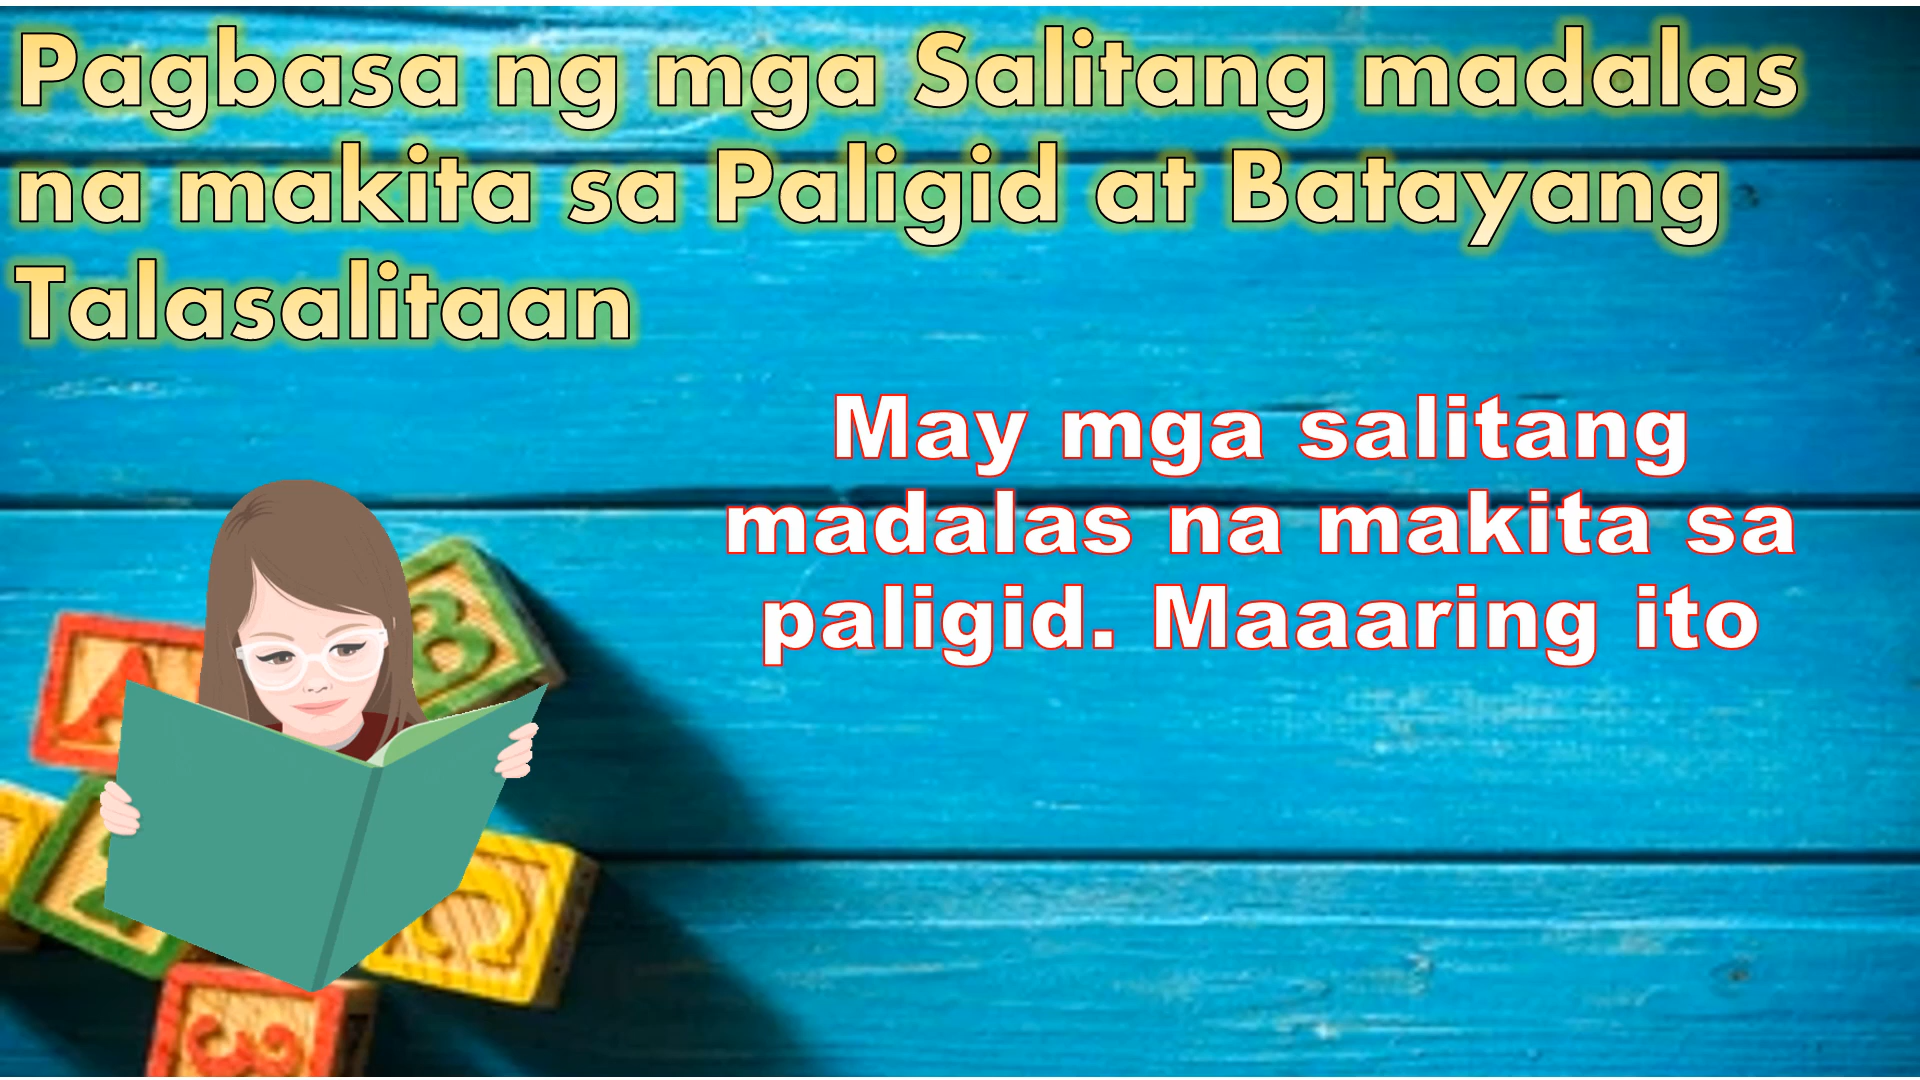 Pagbasa ng mga Salitang madalas
na makita sa Paligid at Batayang
Talasalitaan
May mga salitang
madalas na makita sa
paligid. Maaaring ito
A
B
3